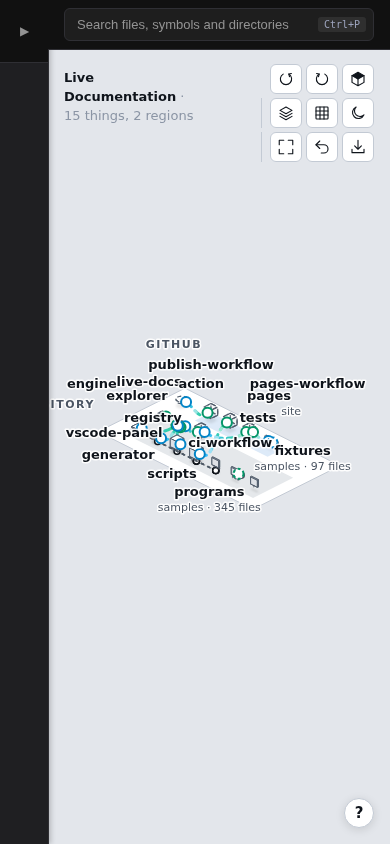 Search files, symbols and directories
Ctrl+P
Live
Documentation ·
15 things, 2 regions
GITHUB
publish-workflow
engine live-docs action pages-workflow
explorer pages
ITORY
site
registry tests
vscode-panel ci-workflow
generator fixtures
samples · 97 files
scripts
programs
samples · 345 files
?